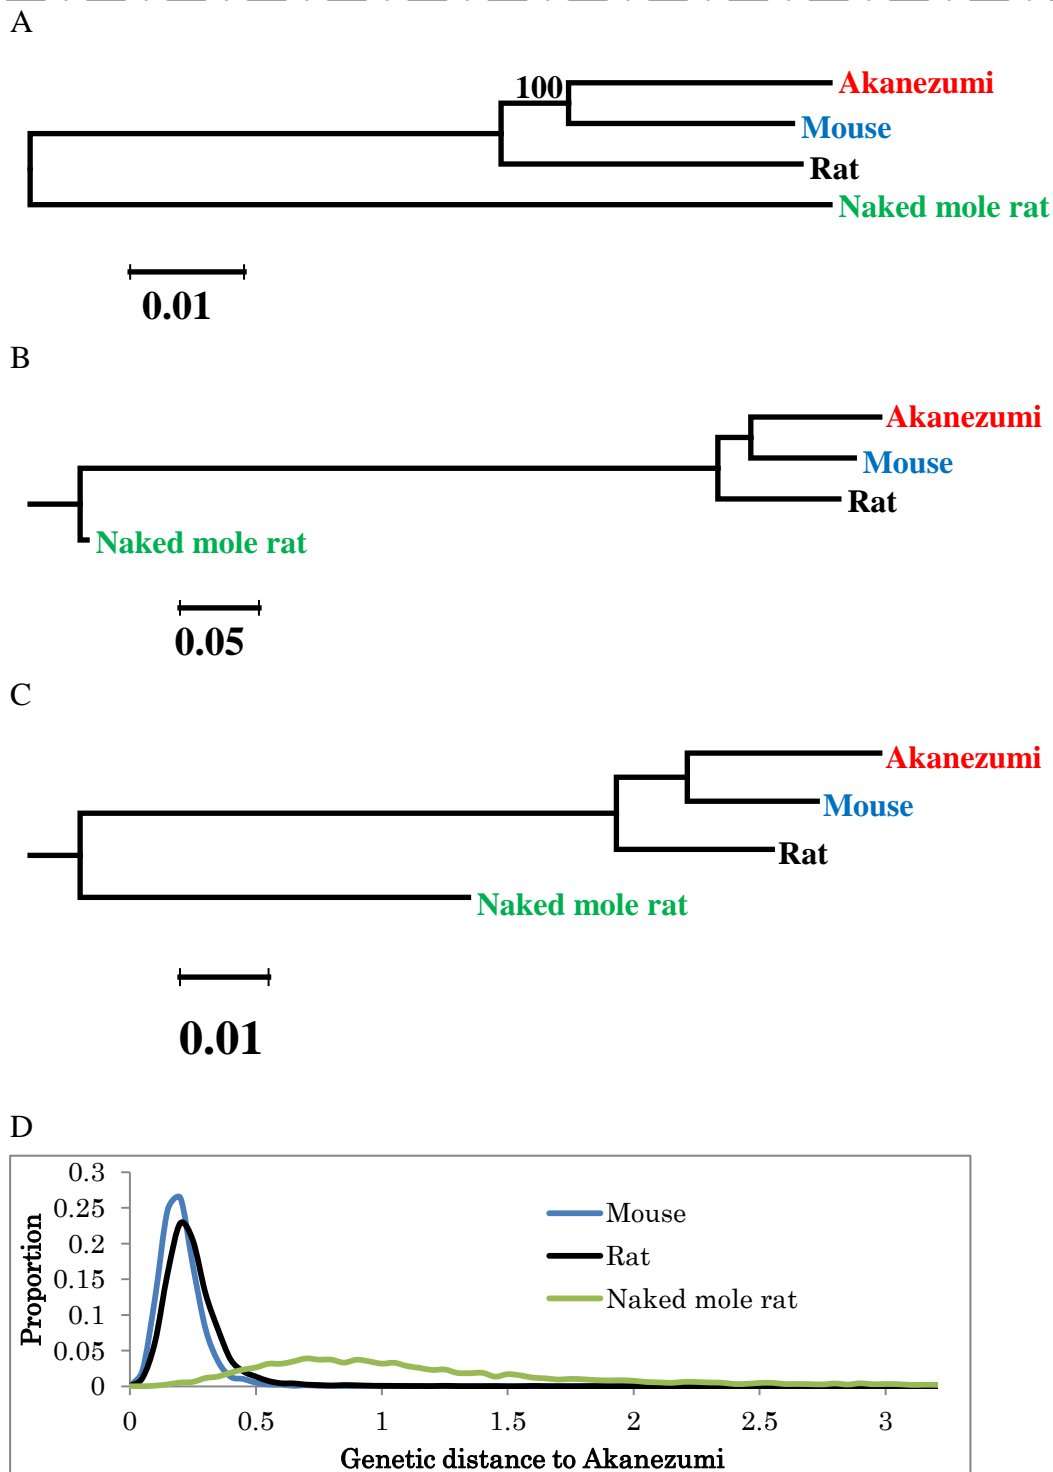 A
100
Akanezumi
Mouse
Rat
Naked mole rat
0.01
B
Akanezumi
Mouse
Rat
Naked mole rat
0.05
C
Akanezumi
Mouse
Rat
Naked mole rat
0.01
D
0.3
0.25
0.2
0.15
0.1
0.05
0
Proportion
Mouse
Rat
Naked mole rat
0 0.5 1 1.5 2 2.5 3
Genetic distance to Akanezumi